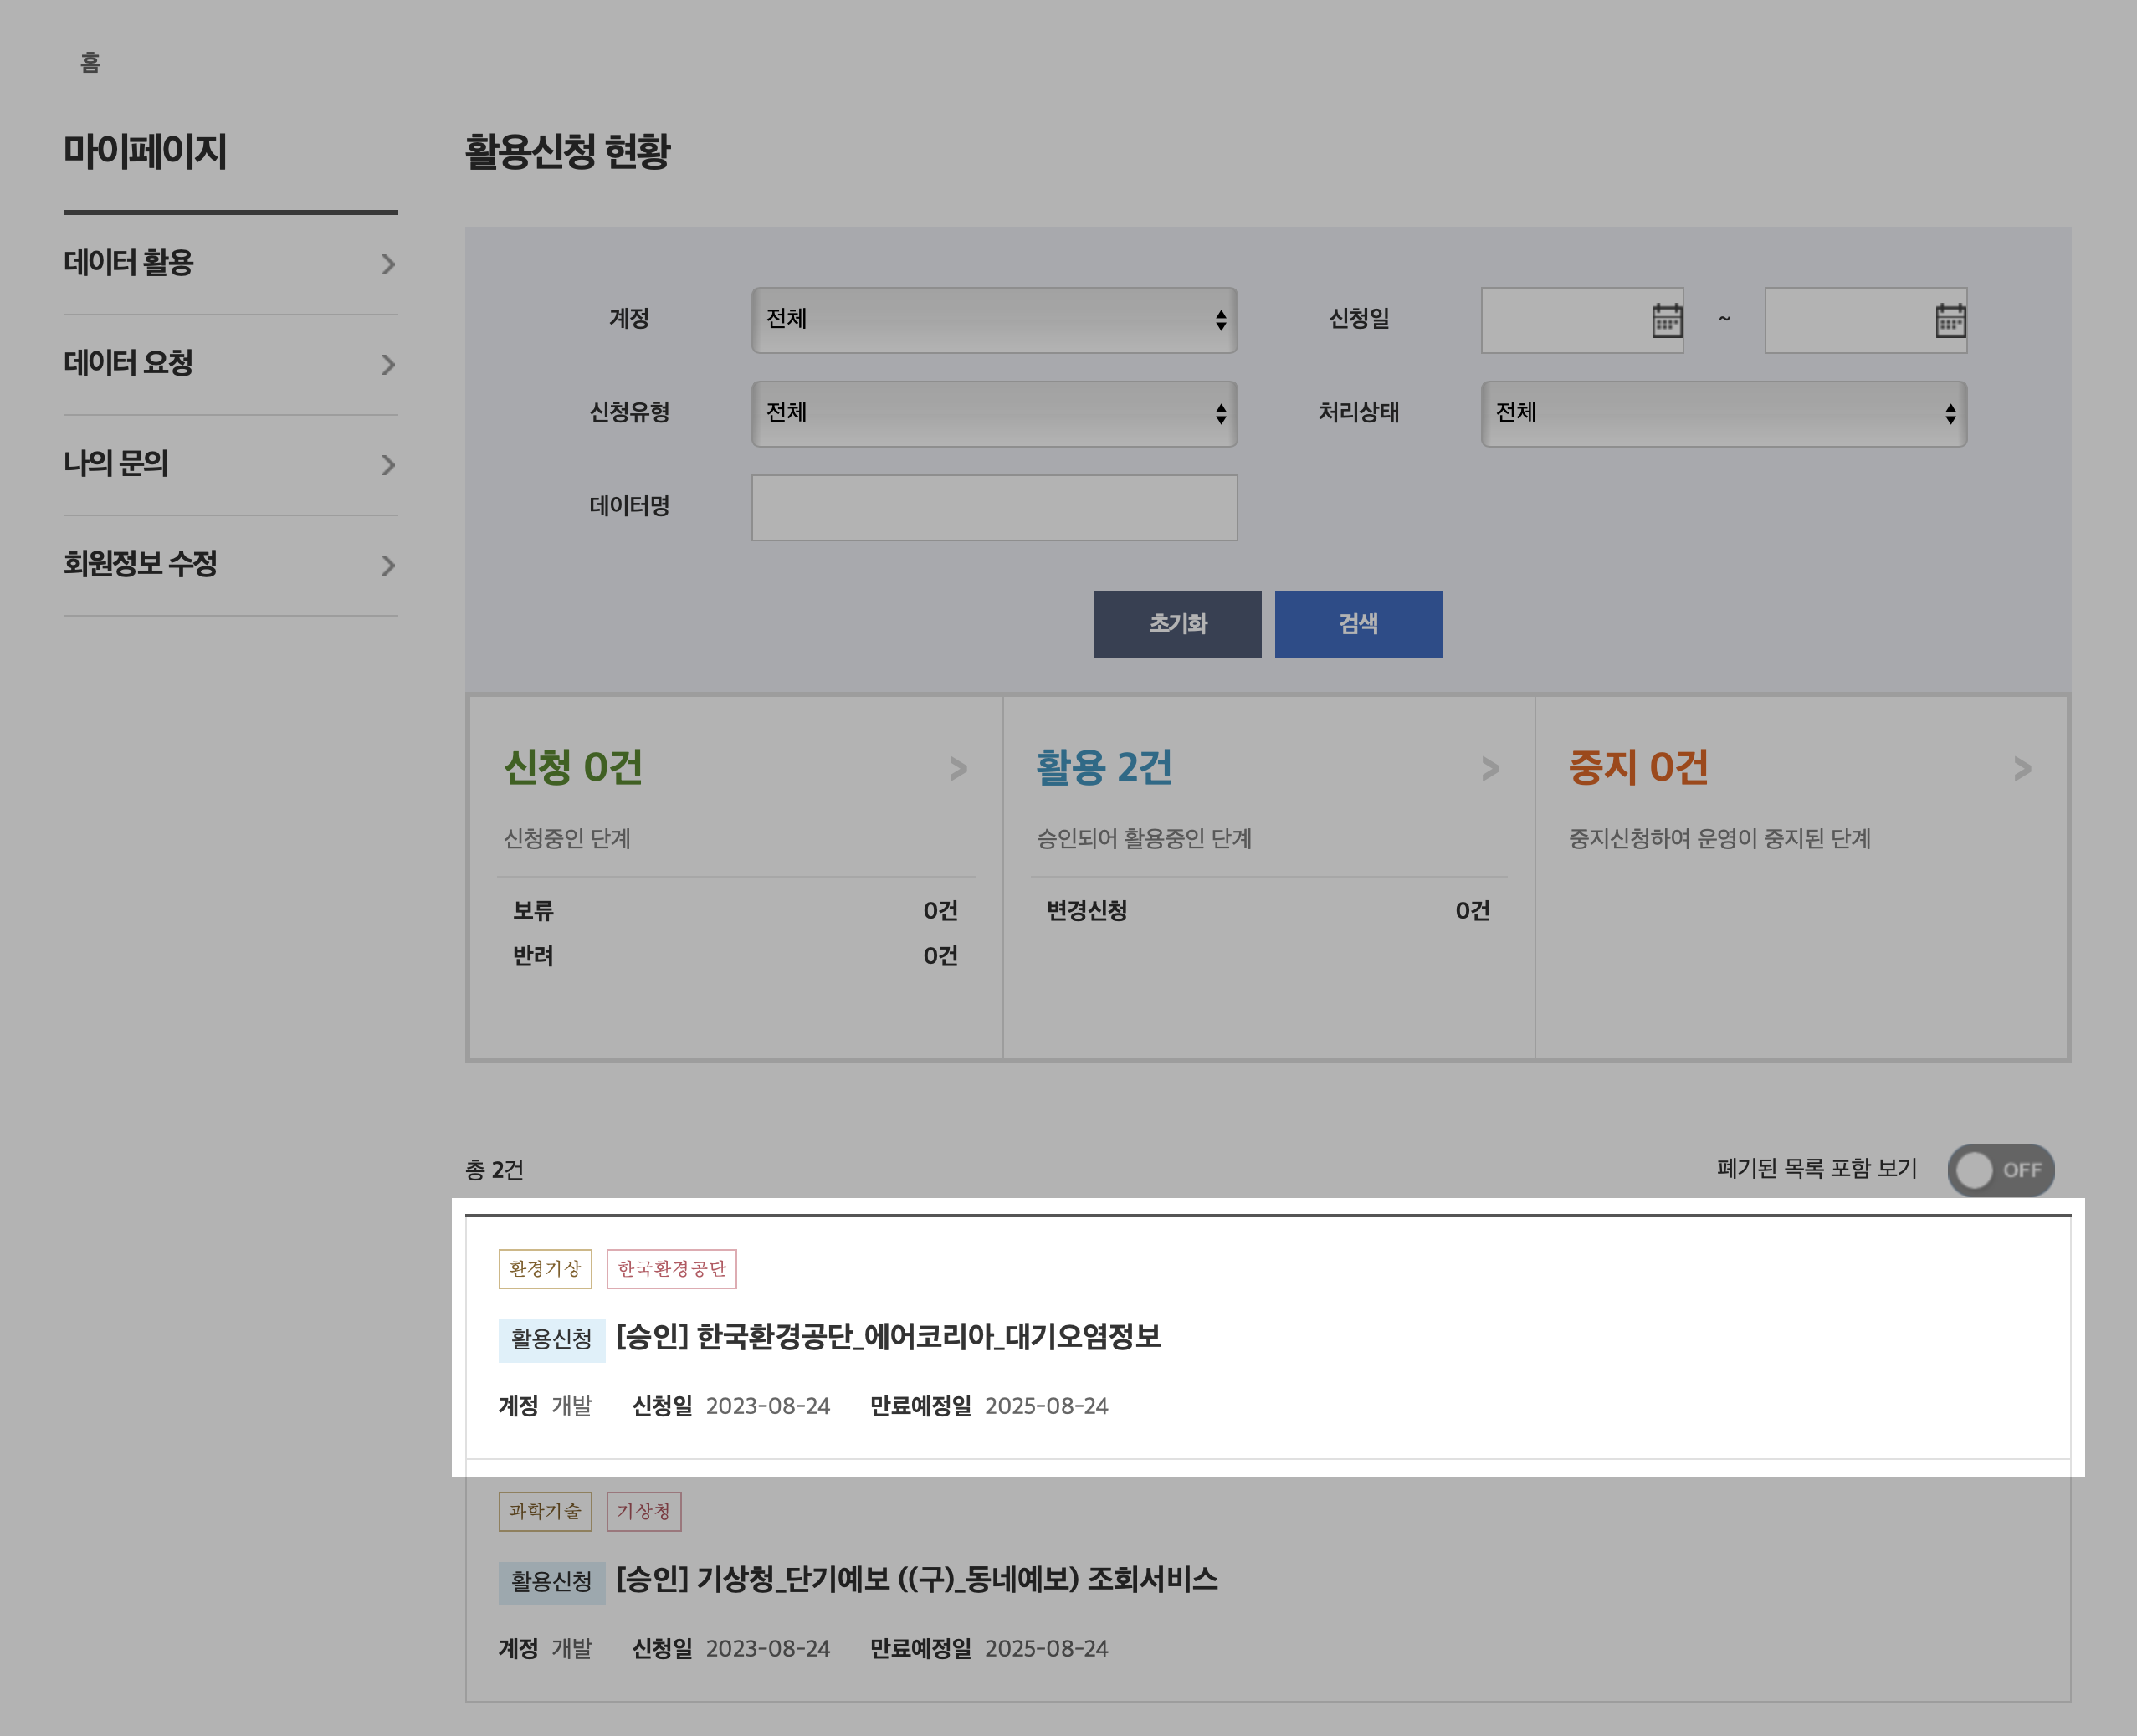 홈
마이페이지
데이터 활용
데이터 요청
나의 문의
회원정보 수정
활용신청 현황
계정 전체 신청일 ~
신청유형 전체 처리상태 전체
데이터명
초기화 검색
신청 0건
신청중인 단계
보류 0건
반려 0건
활용 2건
승인되어 활용중인 단계
변경신청 0건
중지 0건
중지신청하여 운영이 중지된 단계
총 2건 폐기된 목록 포함 보기 OFF
환경기상 한국환경공단
활용신청 [승인] 한국환경공단_에어코리아_대기오염정보
계정 개발 신청일 2023-08-24 만료예정일 2025-08-24
과학기술 기상청
활용신청 [승인] 기상청_단기예보 ((구)_동네예보) 조회서비스
계정 개발 신청일 2023-08-24 만료예정일 2025-08-24